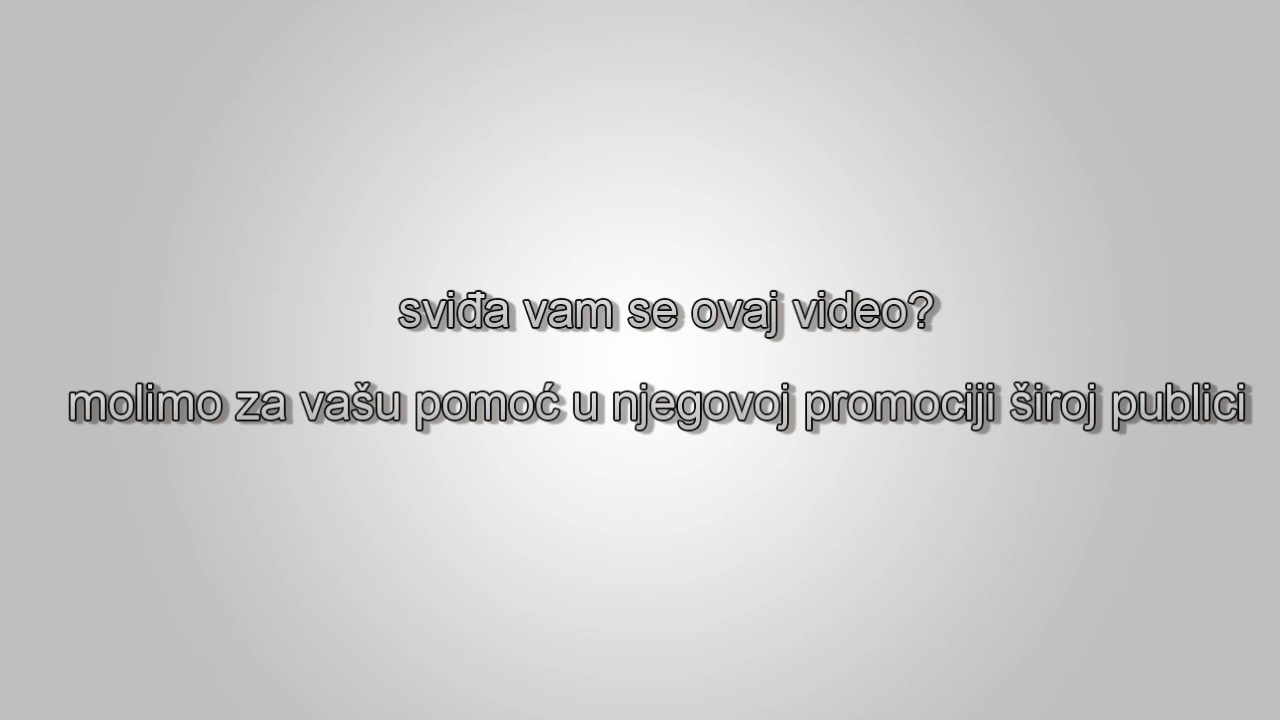 sviđa vam se ovaj video?
molimo za vašu pomoć u njegovoj promociji široj publici